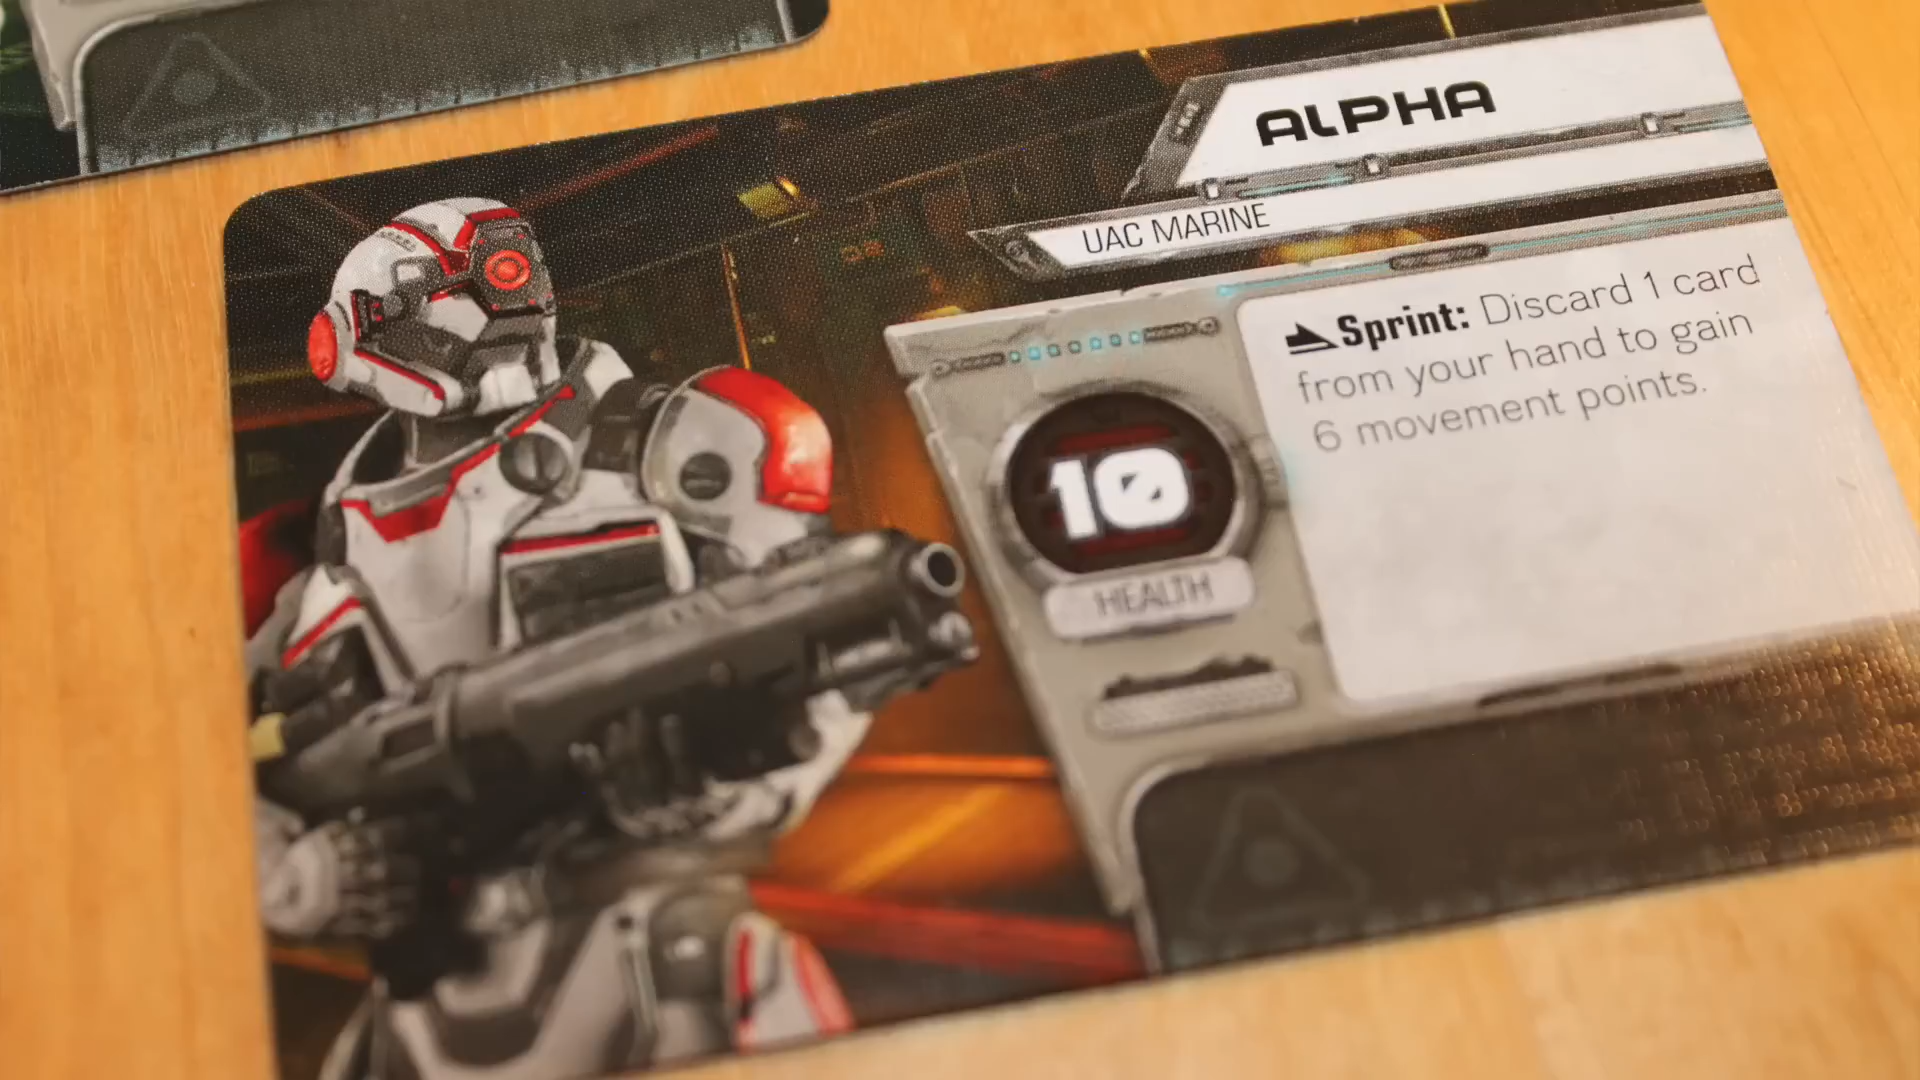 ALPHA
UAC MARINE
Sprint: Discard 1 card
from your hand to gain
6 movement points.
10
HEALTH